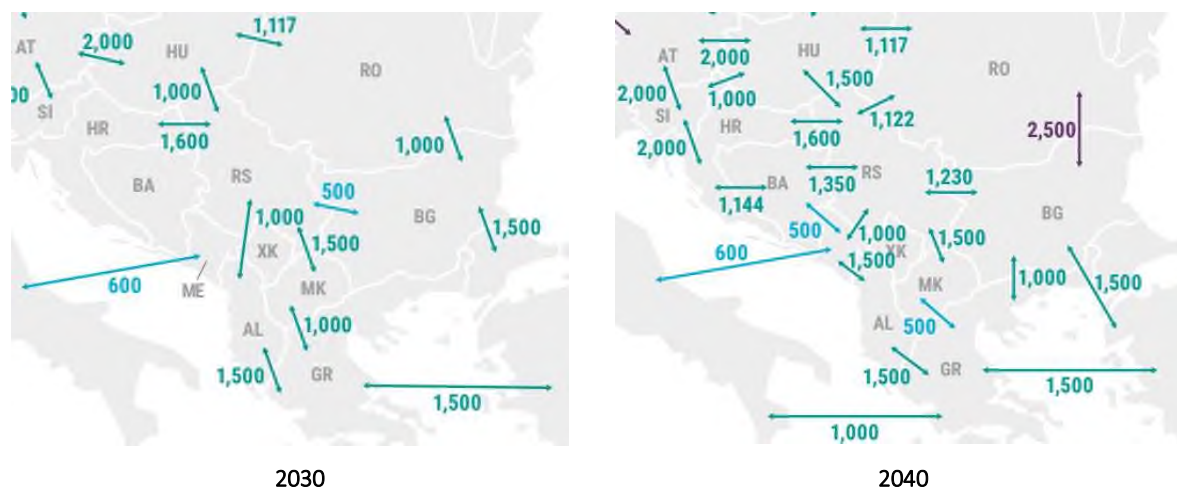 1,117
AT
2,000
HU
RO
00
1,000
SI
HR
1,600
1,000
BA
RS
500
1,000
BG
1,500
1,500
XK
600
ME
MK
1,000
AL
1,500
GR
1,500
2030
AT
2,000
HU
1,117
RO
2,000
1,000
1,500
SI
HR
1,122
1,600
2,500
2,000
BA
1,350
RS
1,230
1,144
BG
500
1,000
1,500
600
XK
1,500
MK
1,000
1,500
AL
500
1,500
GR
1,500
1,000
2040